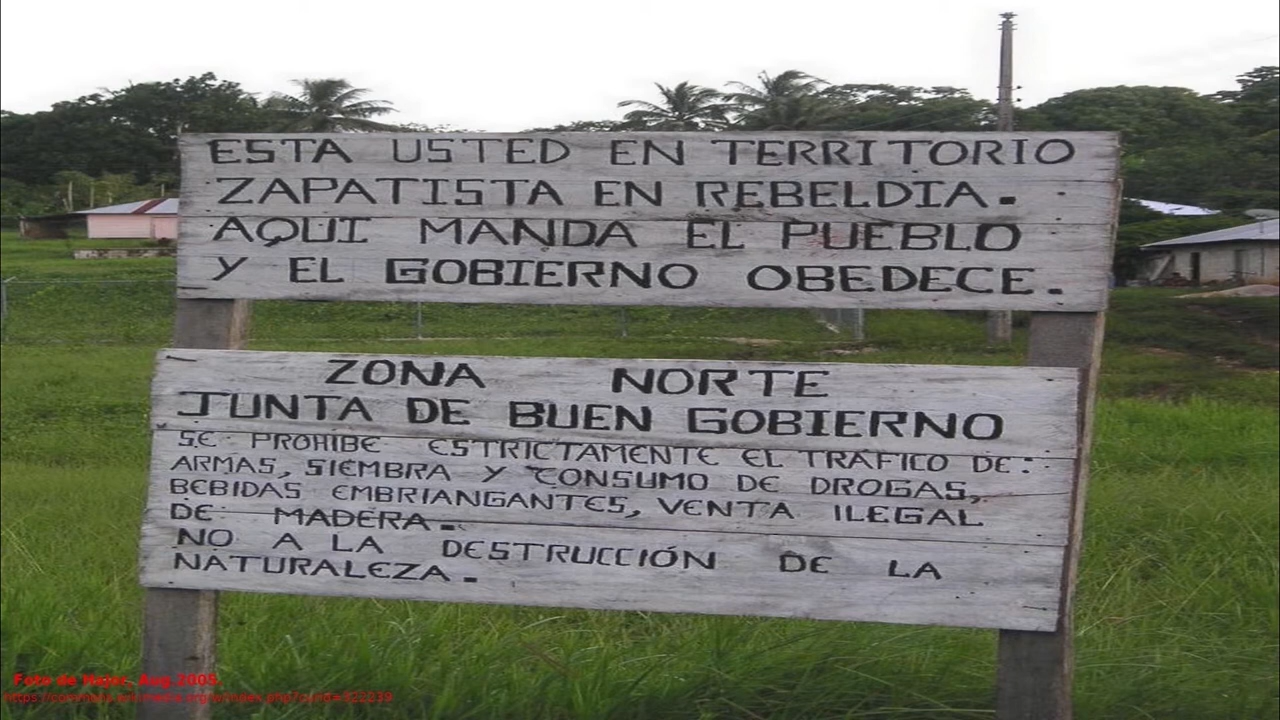 ESTA USTED EN TERRITORIO
ZAPATISTA EN REBELDIA.
AQUI MANDA EL PUEBLO
Y EL GOBIERNO OBEDECE.
ZONA NORTE
JUNTA DE BUEN GOBIERNO
SE PROHIBE ESTRICTAMENTE EL TRAFICO DE:
ARMAS, SIEMBRA Y CONSUMO DE DROGAS,
BEBIDAS EMBRIANGANTES, VENTA ILEGAL
DE MADERA.
NO A LA DESTRUCCIÓN DE LA
NATURALEZA.
Foto de Hajor, Aug.2005.